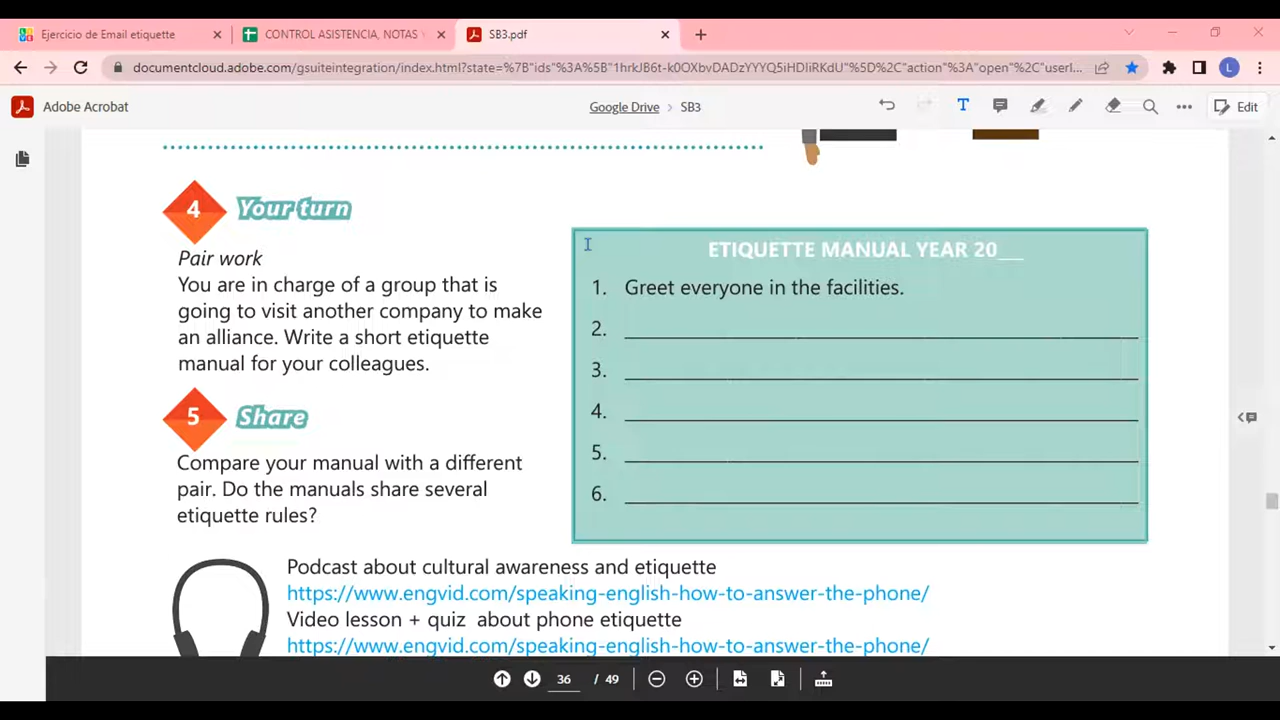 Ejercicio de Email etiquette
CONTROL ASISTENCIA, NOTAS
SB3.pdf
documentcloud.adobe.com/gsuiteintegration/index.html?state=%7B"ids"%3A%5B"1hrkJB6t-k0OXbvDADzYYYQ5iHDIiRKdU"%5D%2C"action"%3A"open"%2C"userI...
L
Adobe Acrobat
Google Drive > SB3
T
Edit
4 Your turn
Pair work
You are in charge of a group that is
going to visit another company to make
an alliance. Write a short etiquette
manual for your colleagues.
5 Share
Compare your manual with a different
pair. Do the manuals share several
etiquette rules?
ETIQUETTE MANUAL YEAR 20__
1. Greet everyone in the facilities.
2.
3.
4.
5.
6.
Podcast about cultural awareness and etiquette
https://www.engvid.com/speaking-english-how-to-answer-the-phone/
Video lesson + quiz about phone etiquette
https://www.engvid.com/speaking-english-how-to-answer-the-phone/
36 / 49